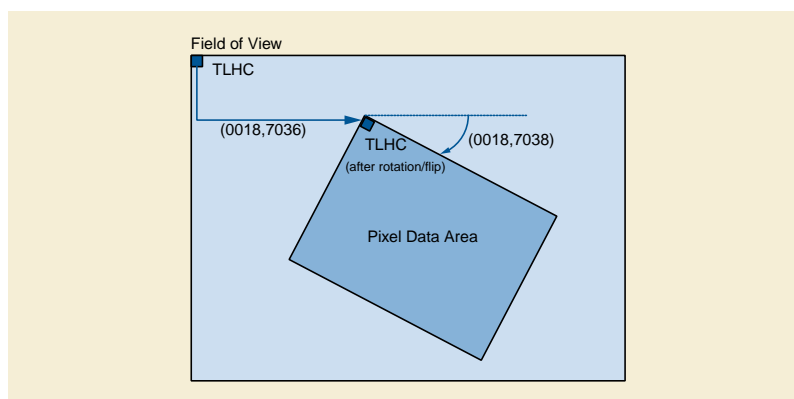 Field of View
TLHC
(0018,7036)
(0018,7038)
TLHC
(after rotation/flip)
Pixel Data Area